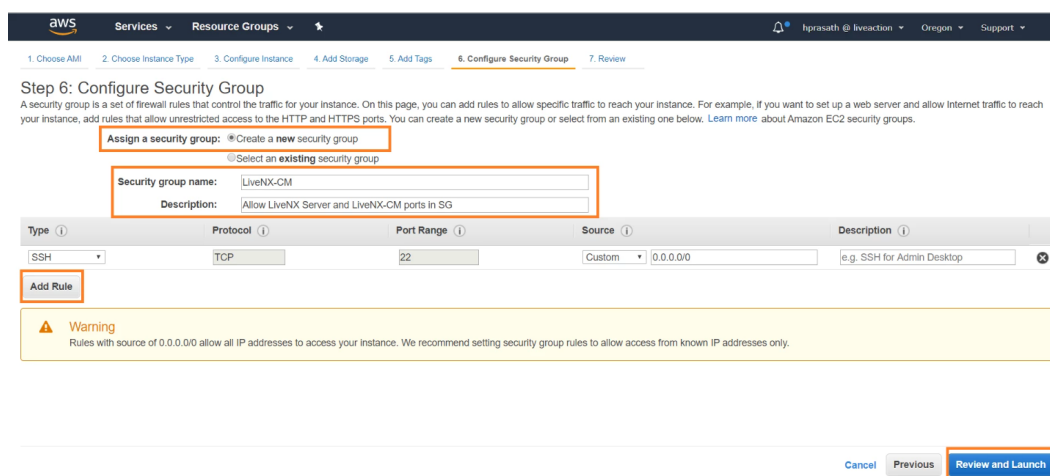 aws Services Resource Groups hprasath @ liveaction Oregon Support
1. Choose AMI 2. Choose Instance Type 3. Configure Instance 4. Add Storage 5. Add Tags 6. Configure Security Group 7. Review
Step 6: Configure Security Group
A security group is a set of firewall rules that control the traffic for your instance. On this page, you can add rules to allow specific traffic to reach your instance. For example, if you want to set up a web server and allow Internet traffic to reach
your instance, add rules that allow unrestricted access to the HTTP and HTTPS ports. You can create a new security group or select from an existing one below. Learn more about Amazon EC2 security groups.
Assign a security group: Create a new security group
Select an existing security group
Security group name: LiveNX-CM
Description: Allow LiveNX Server and LiveNX-CM ports in SG
Type i Protocol i Port Range i Source i Description i
SSH TCP 22 Custom 0.0.0.0/0 e.g. SSH for Admin Desktop
Add Rule
Warning
Rules with source of 0.0.0.0/0 allow all IP addresses to access your instance. We recommend setting security group rules to allow access from known IP addresses only.
Cancel Previous Review and Launch